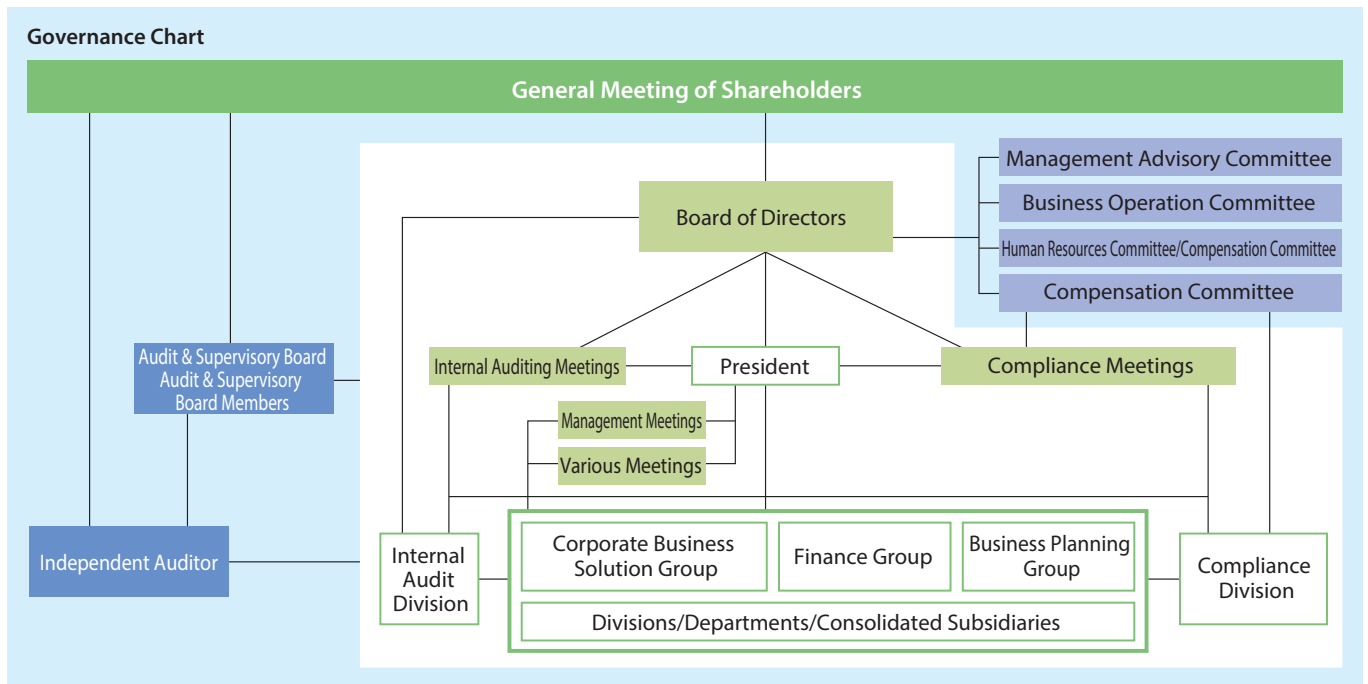 Governance Chart
General Meeting of Shareholders
Management Advisory Committee
Business Operation Committee
Human Resources Committee/Compensation Committee
Compensation Committee
Board of Directors
Audit & Supervisory Board
Audit & Supervisory
Board Members
Internal Auditing Meetings
President
Compliance Meetings
Management Meetings
Various Meetings
Independent Auditor
Internal
Audit
Division
Corporate Business
Solution Group
Finance Group
Business Planning
Group
Compliance
Division
Divisions/Departments/Consolidated Subsidiaries